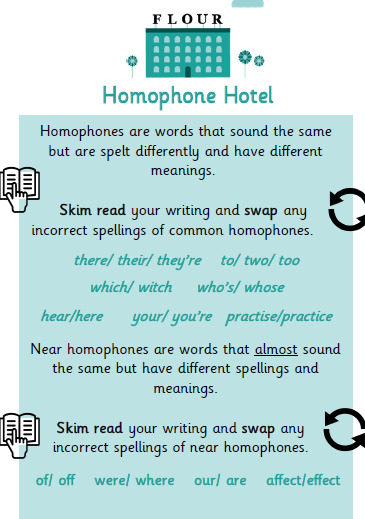 FLOUR
Homophone Hotel
Homophones are words that sound the same
but are spelt differently and have different
meanings.
Skim read your writing and swap any
incorrect spellings of common homophones.
there/ their/ they're to/ two/ too
which/ witch who's/ whose
hear/here your/ you're practise/practice
Near homophones are words that almost sound
the same but have different spellings and
meanings.
Skim read your writing and swap any
incorrect spellings of near homophones.
of/ off were/ where our/ are affect/effect